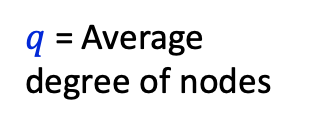 q = Average
degree of nodes